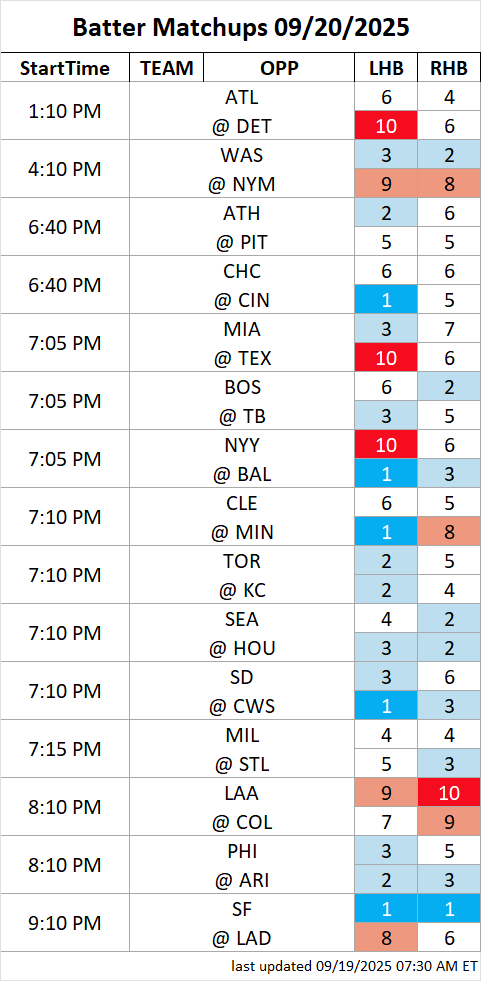 Batter Matchups 09/20/2025
StartTime TEAM OPP LHB RHB
1:10 PM
ATL 6 4
@ DET 10 6
4:10 PM
WAS 3 2
@ NYM 9 8
6:40 PM
ATH 2 6
@ PIT 5 5
6:40 PM
CHC 6 6
@ CIN 1 5
7:05 PM
MIA 3 7
@ TEX 10 6
7:05 PM
BOS 6 2
@ TB 3 5
7:05 PM
NYY 10 6
@ BAL 1 3
7:10 PM
CLE 6 5
@ MIN 1 8
7:10 PM
TOR 2 5
@ KC 2 4
7:10 PM
SEA 4 2
@ HOU 3 2
7:10 PM
SD 3 6
@ CWS 1 3
7:15 PM
MIL 4 4
@ STL 5 3
8:10 PM
LAA 9 10
@ COL 7 9
8:10 PM
PHI 3 5
@ ARI 2 3
9:10 PM
SF 1 1
@ LAD 8 6
last updated 09/19/2025 07:30 AM ET